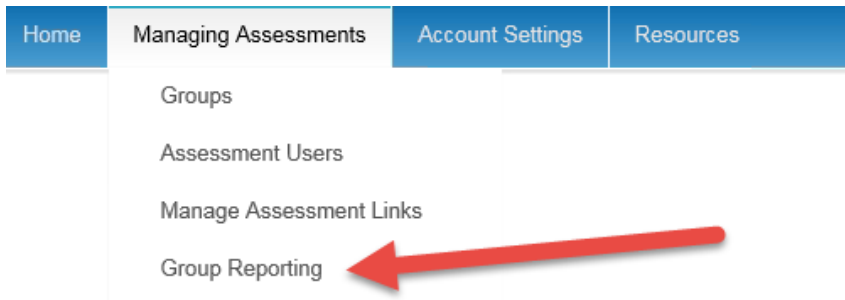 Home Managing Assessments Account Settings Resources
Groups
Assessment Users
Manage Assessment Links
Group Reporting